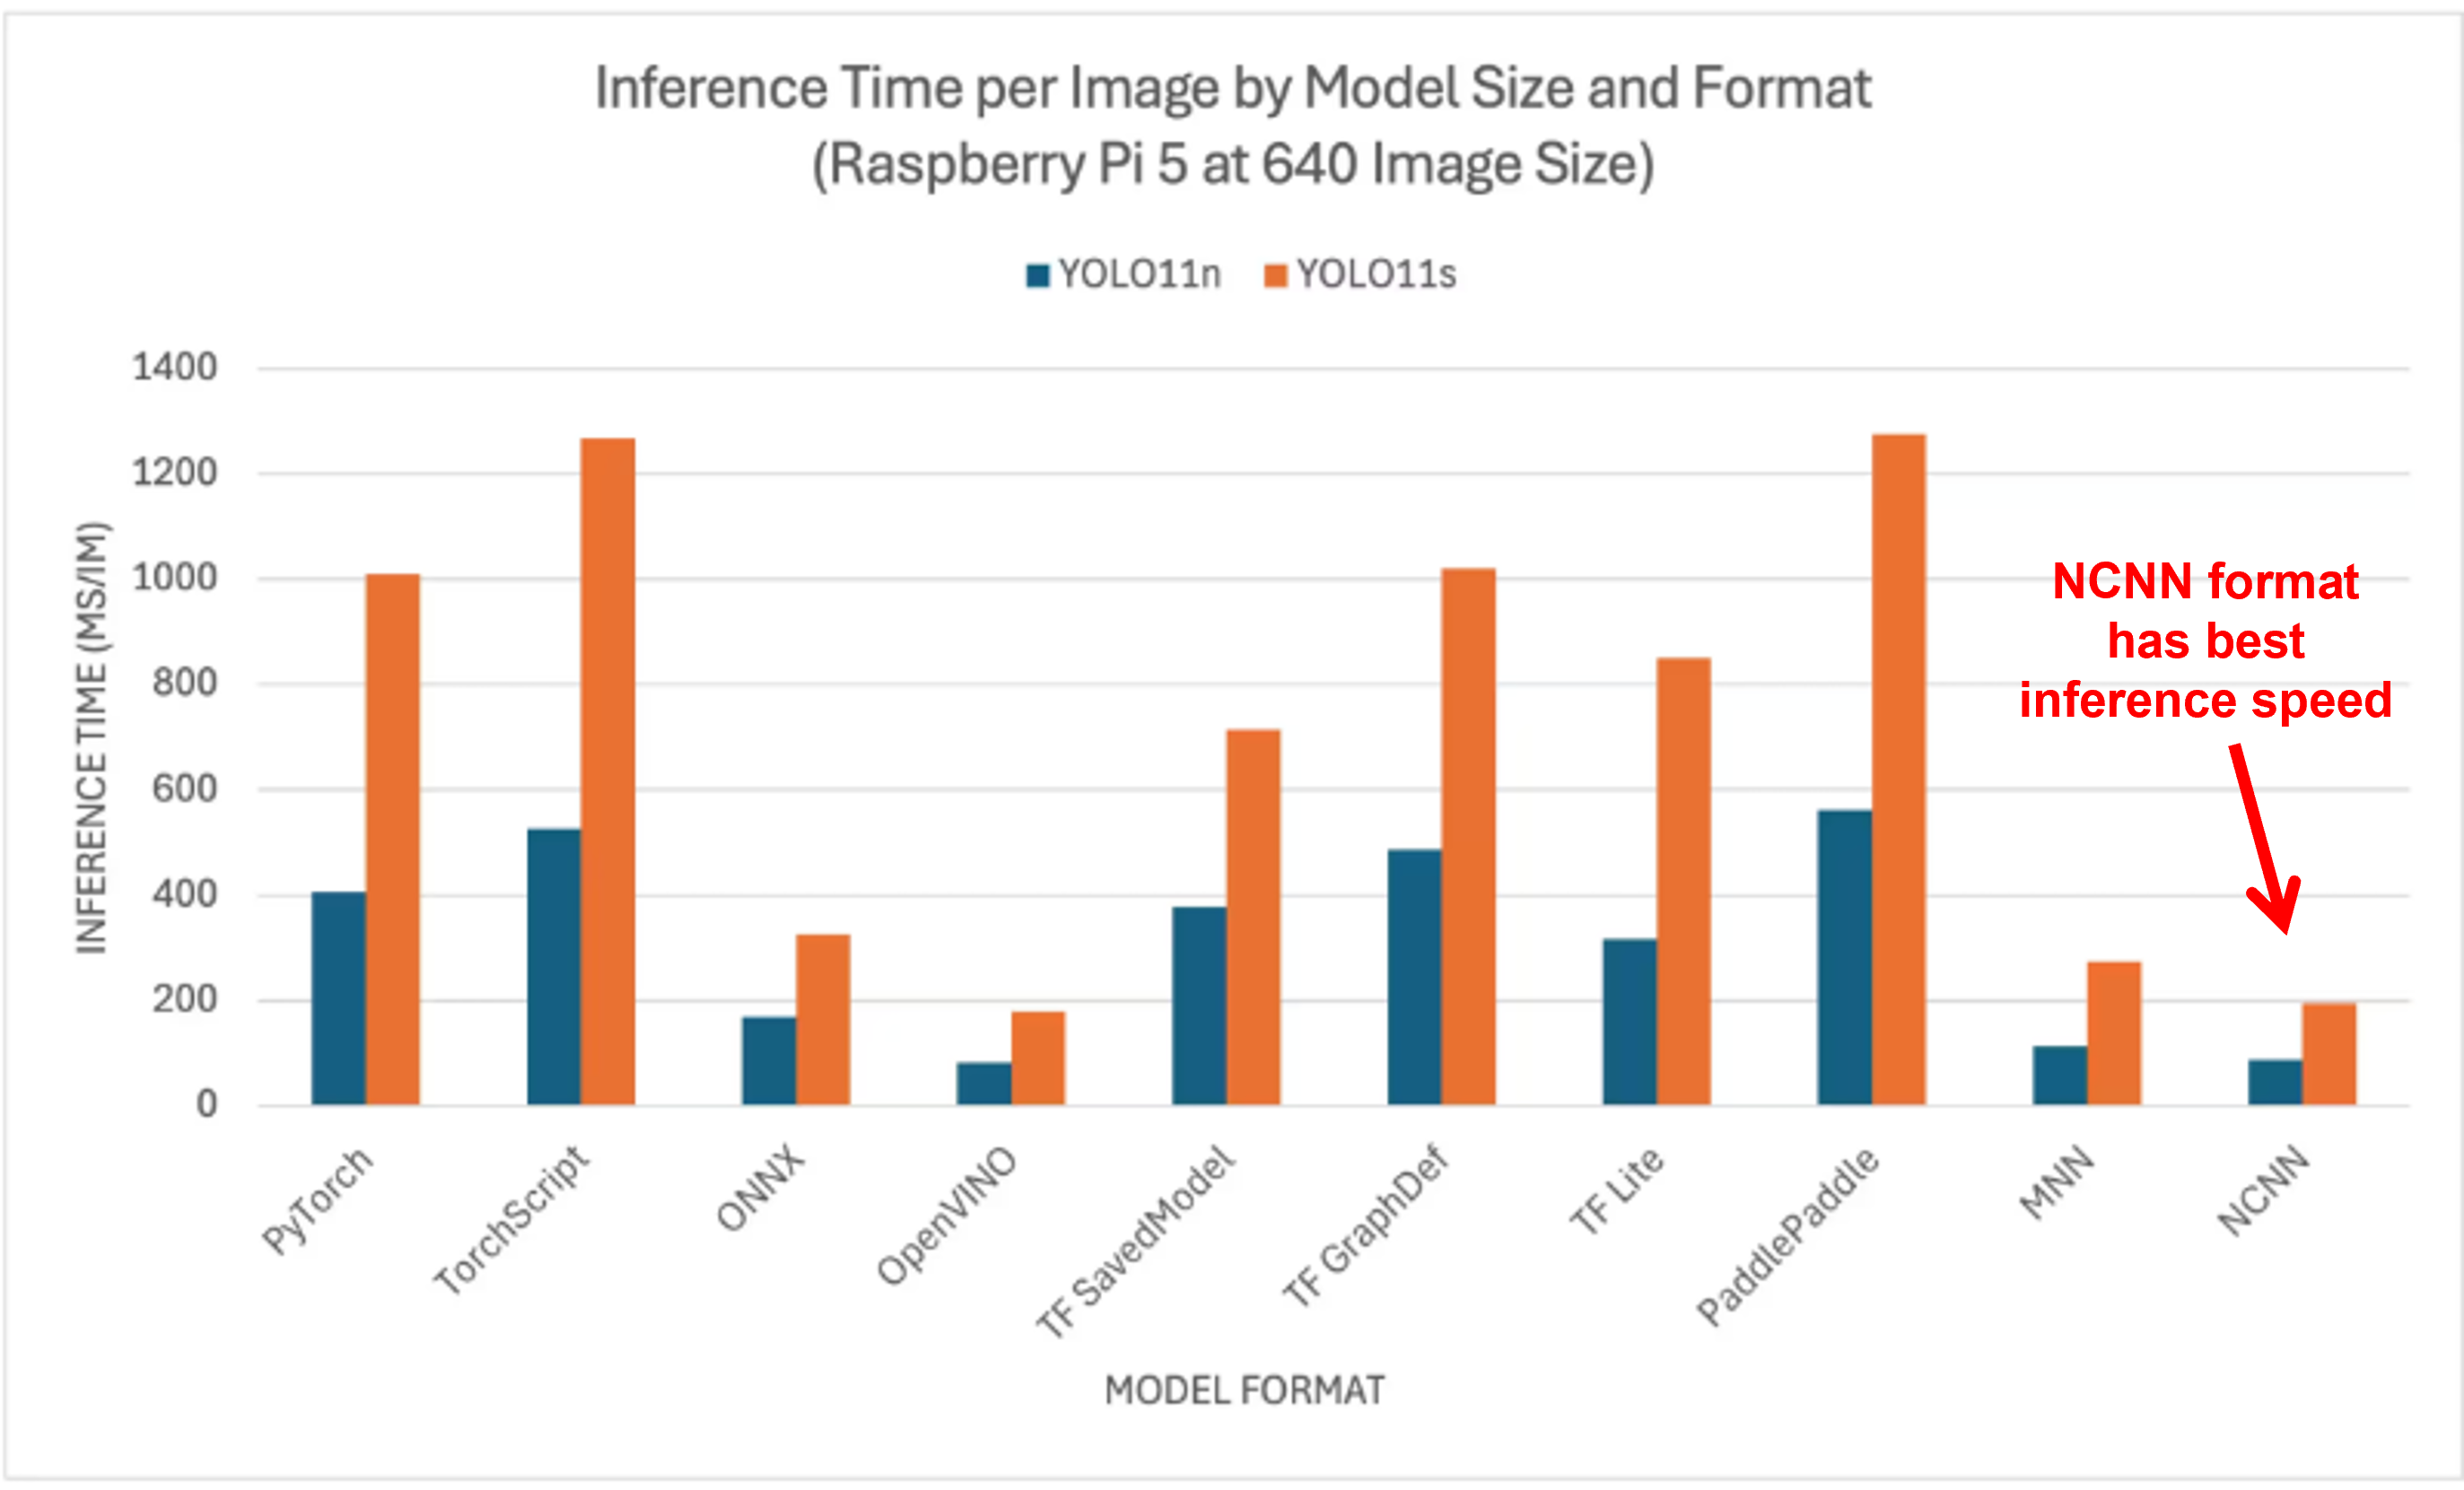 Inference Time per Image by Model Size and Format
(Raspberry Pi 5 at 640 Image Size)
YOLO11n YOLO11s
1400
1200
1000
800
600
400
200
0
INFERENCE TIME (MS/IM)
NCNN format
has best
inference speed
PyTorch
TorchScript
ONNX
OpenVINO
TF SavedModel
TF GraphDef
TF Lite
PaddlePaddle
MNN
NCNN
MODEL FORMAT